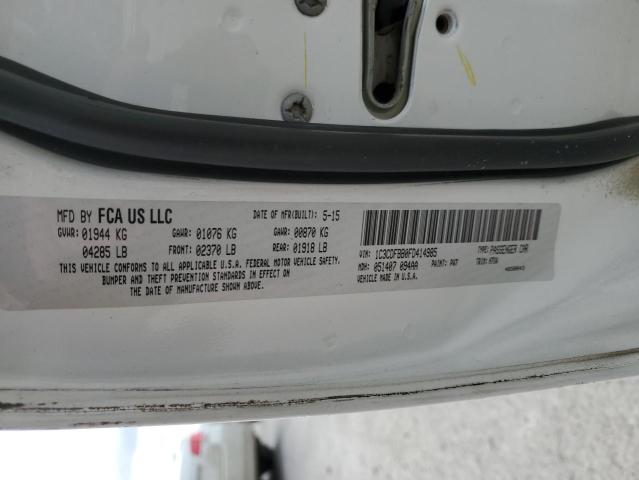 MFD BY FCA US LLC
DATE OF MFR(BUILT): 5-15
GVWR: 01944 KG GAWR: 01076 KG GAWR: 00870 KG
04285 LB FRONT: 02370 LB REAR: 01918 LB
THIS VEHICLE CONFORMS TO ALL APPLICABLE U.S.A. FEDERAL MOTOR VEHICLE SAFETY,
BUMPER AND THEFT PREVENTION STANDARDS IN EFFECT ON
THE DATE OF MANUFACTURE SHOWN ABOVE.
VIN: 1C3CDFBB0FD414985 TYPE: PASSENGER CAR
MDH: 051407 094AA PAINT: PW7 TRIM:
VEHICLE MADE IN U.S.A.